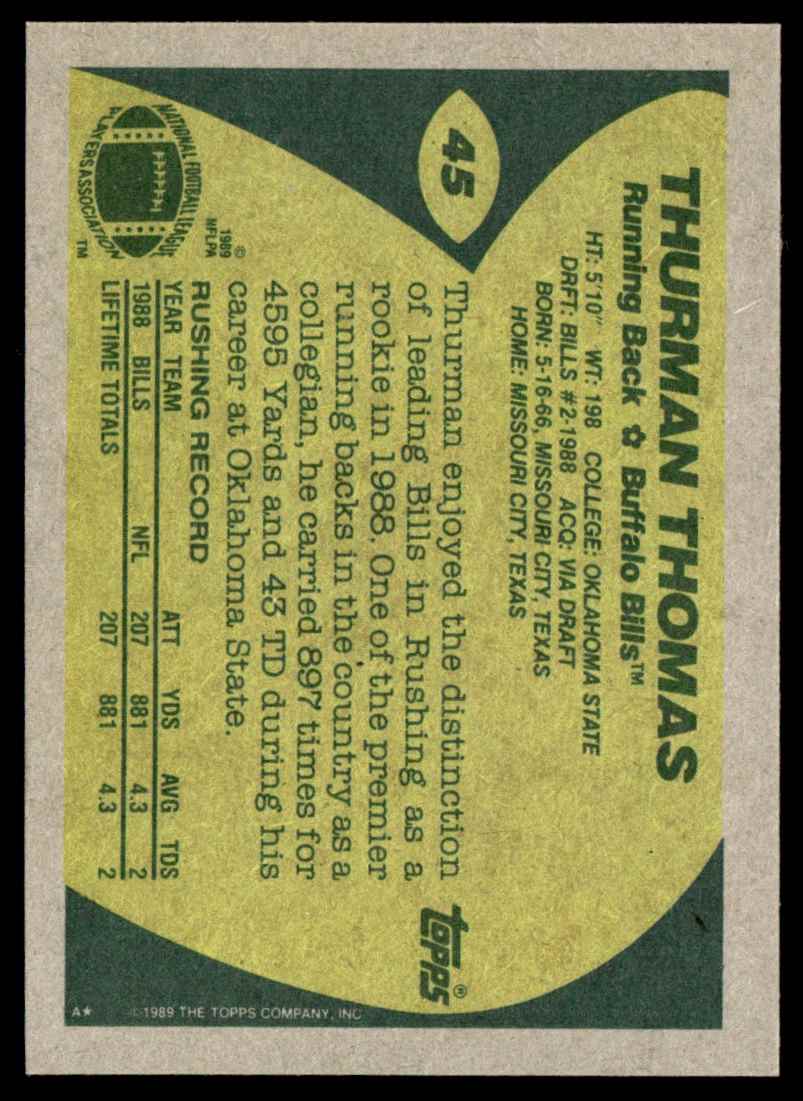 45
THURMAN THOMAS
Running Back ✩ Buffalo Bills™
HT: 5'10" WT: 198 COLLEGE: OKLAHOMA STATE
DRFT: BILLS #2-1988 ACQ: VIA DRAFT
BORN: 5-16-66, MISSOURI CITY, TEXAS
HOME: MISSOURI CITY, TEXAS
Thurman enjoyed the distinction
of leading Bills in Rushing as a
rookie in 1988. One of the premier
running backs in the country as a
collegian, he carried 897 times for
4595 Yards and 43 TD during his
career at Oklahoma State.
topps®
NATIONAL FOOTBALL LEAGUE
PLAYERS ASSOCIATION
TM
©
1989
NFLPA
RUSHING RECORD
YEAR TEAM ATT YDS AVG TDS
1988 BILLS NFL 207 881 4.3 2
LIFETIME TOTALS 207 881 4.3 2
A★ ©1989 THE TOPPS COMPANY, INC